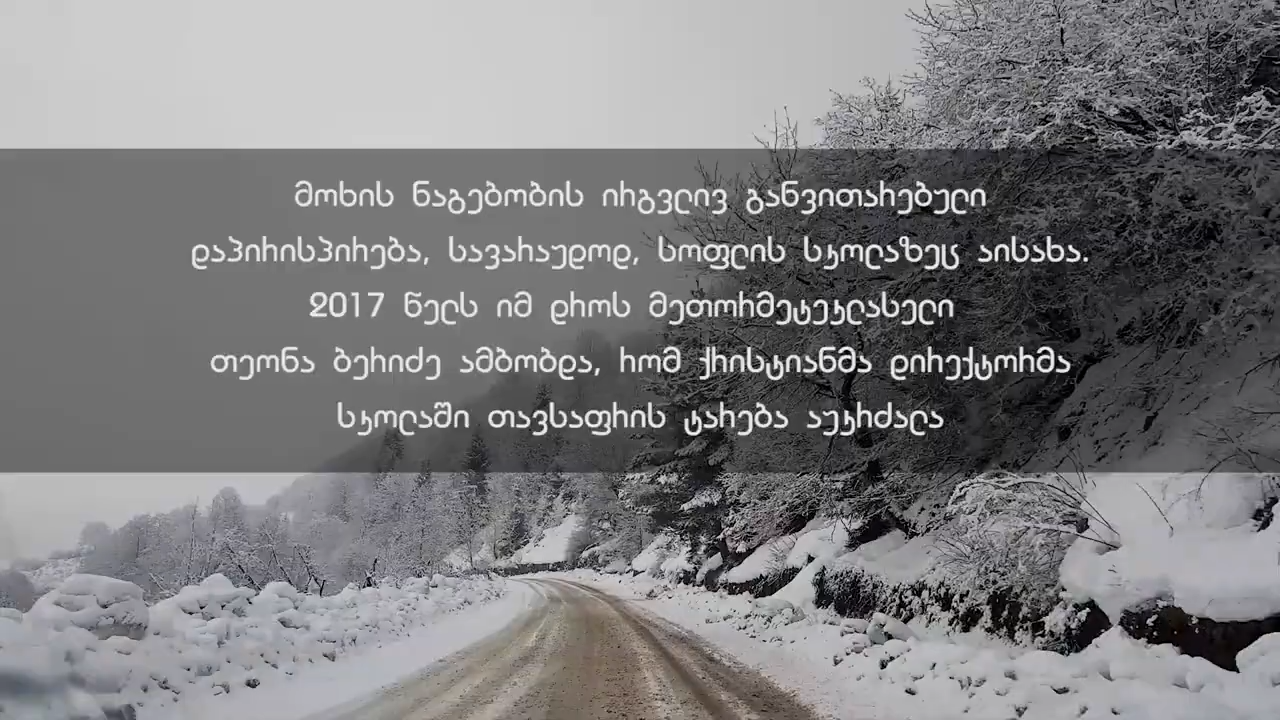 მოხის ნაგებობის ირგვლივ განვითარებული
დაპირისპირება, სავარაუდოდ, სოფლის სკოლაზეც აისახა.
2017 წელს იმ დროს მეთორმეტეკლასელი
თეონა ბერიძე ამბობდა, რომ ქრისტიანმა დირექტორმა
სკოლაში თავსაფრის ტარება აუკრძალა